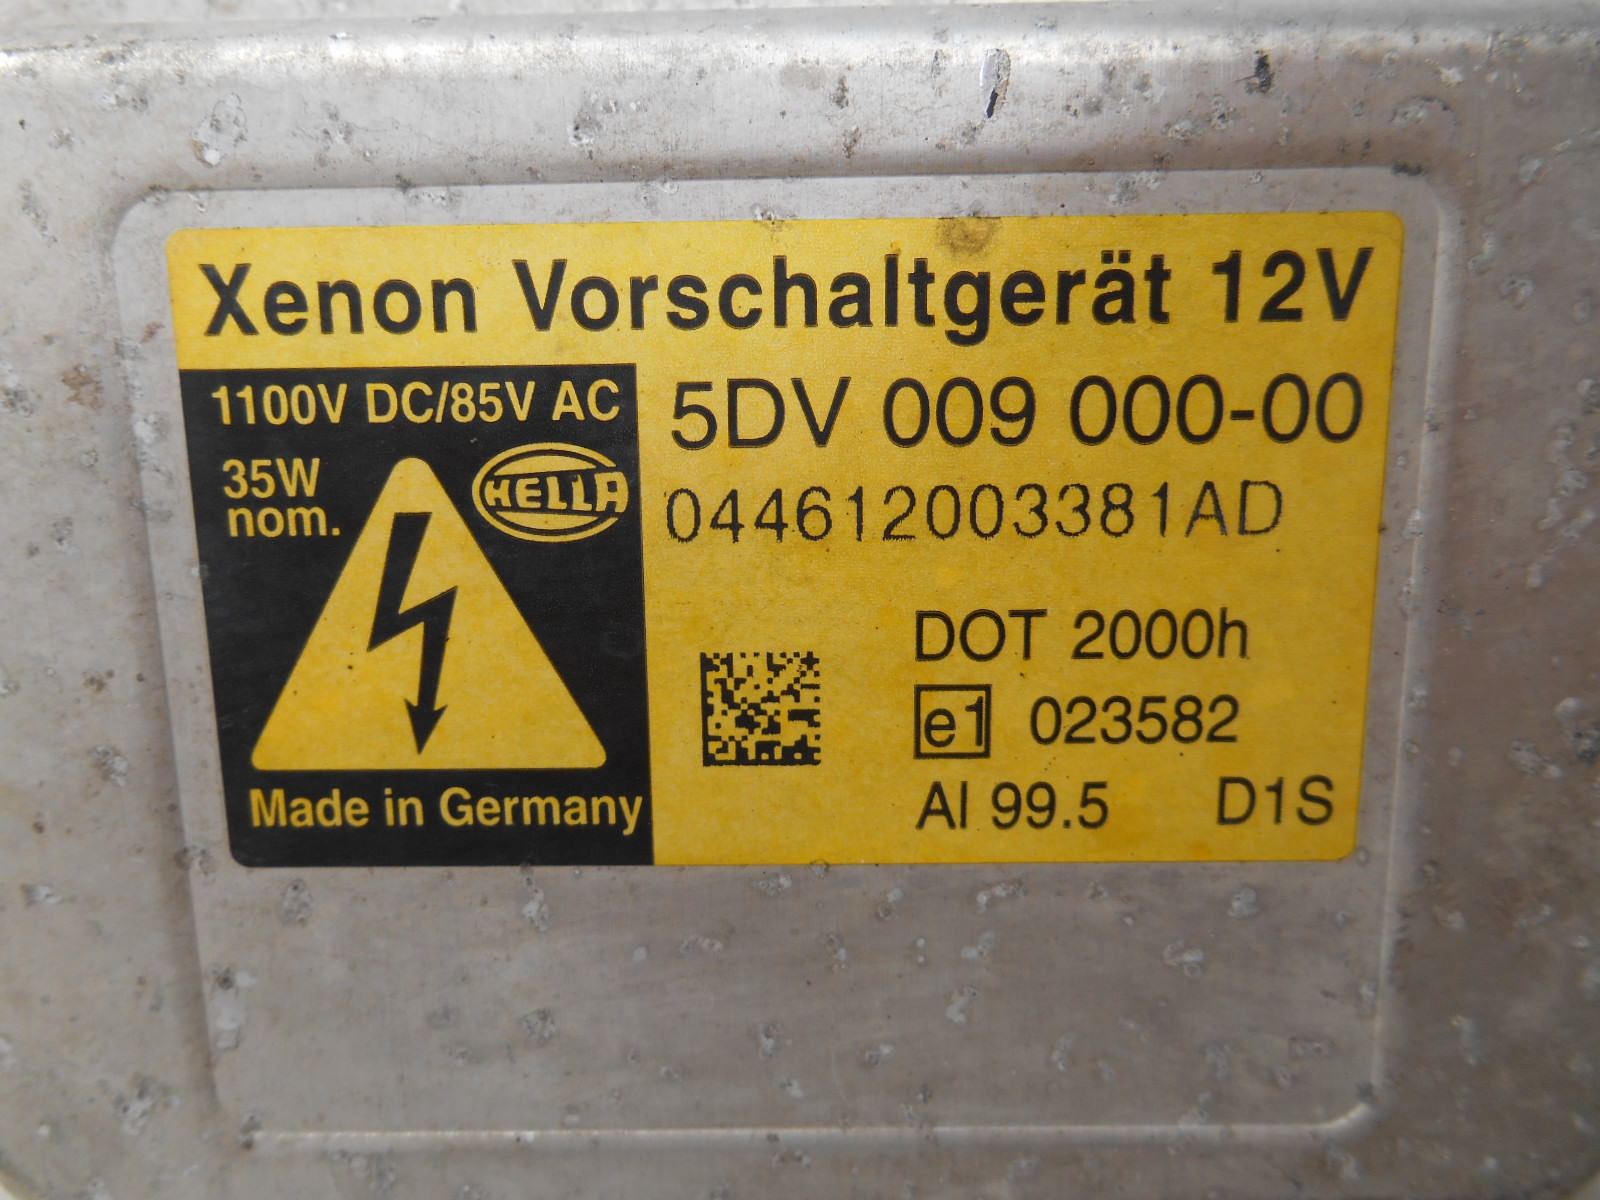 Xenon Vorschaltgerät 12V
1100V DC/85V AC
35W
nom.
HELLA
Made in Germany
5DV 009 000-00
044612003381AD
DOT 2000h
e1 023582
Al 99.5 D1S